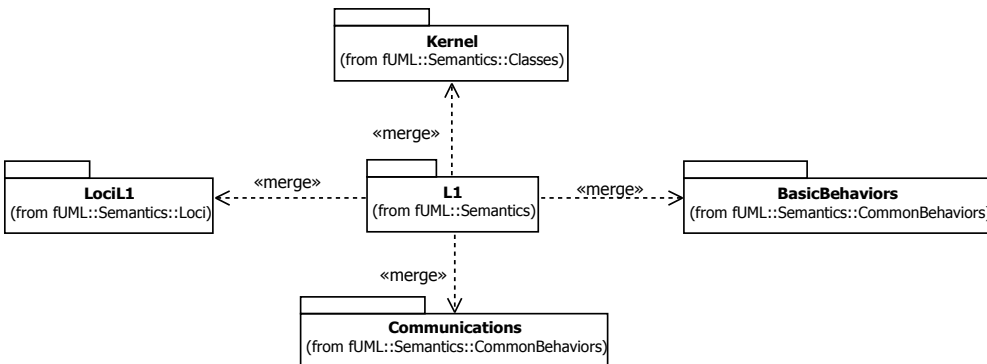 Kernel
(from fUML::Semantics::Classes)
«merge»
LociL1
(from fUML::Semantics::Loci)
«merge»
L1
(from fUML::Semantics)
«merge»
BasicBehaviors
(from fUML::Semantics::CommonBehaviors)
«merge»
Communications
(from fUML::Semantics::CommonBehaviors)